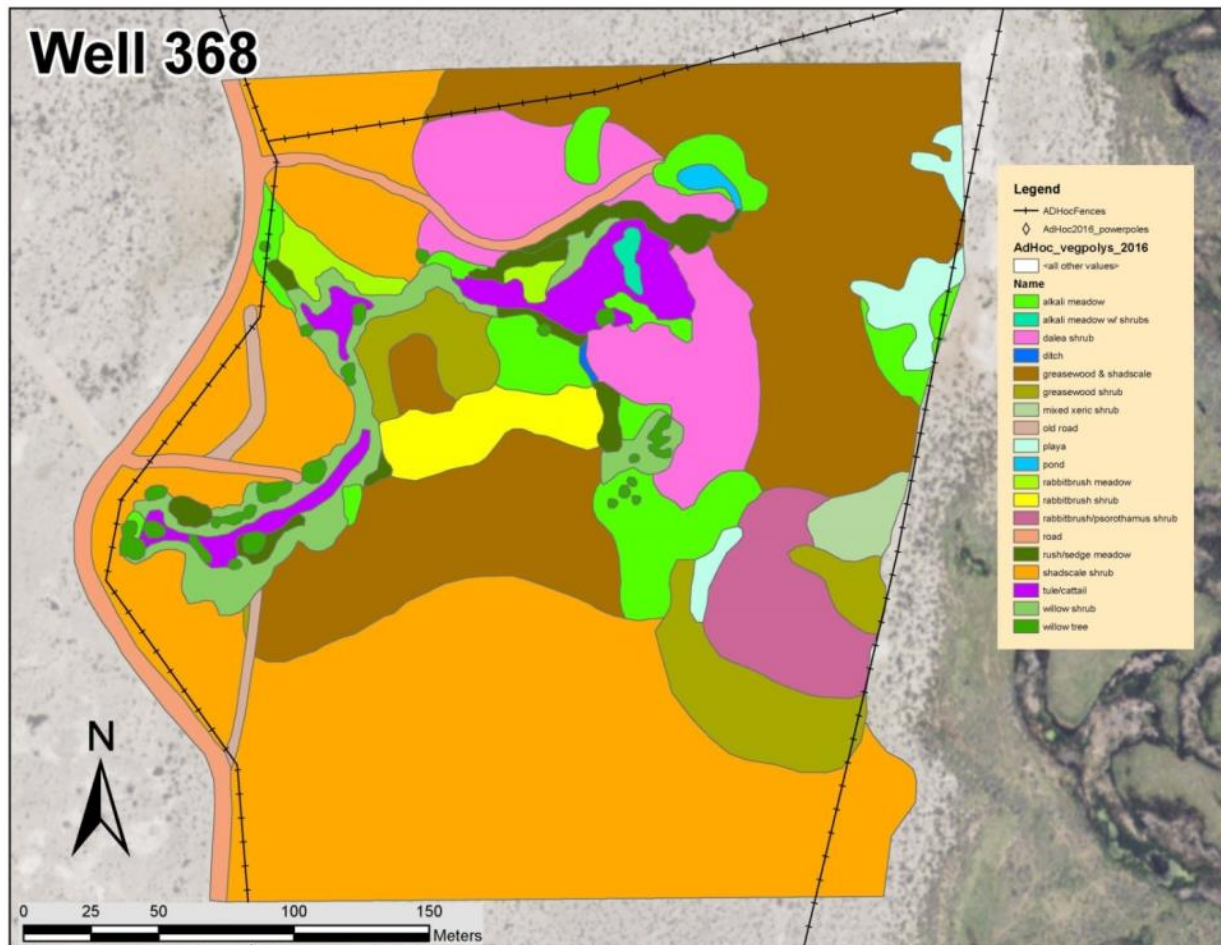 Well 368
Legend
ADHocFences
AdHoc2016_powerpoles
AdHoc_vegpolys_2016
<all other values>
Name
alkali meadow
alkali meadow w/ shrubs
dalea shrub
ditch
greasewood & shadscale
greasewood shrub
mixed xeric shrub
old road
playa
pond
rabbitbrush meadow
rabbitbrush shrub
rabbitbrush/psorothamus shrub
road
rush/sedge meadow
shadscale shrub
tule/cattail
willow shrub
willow tree
N
0 25 50 100 150
Meters